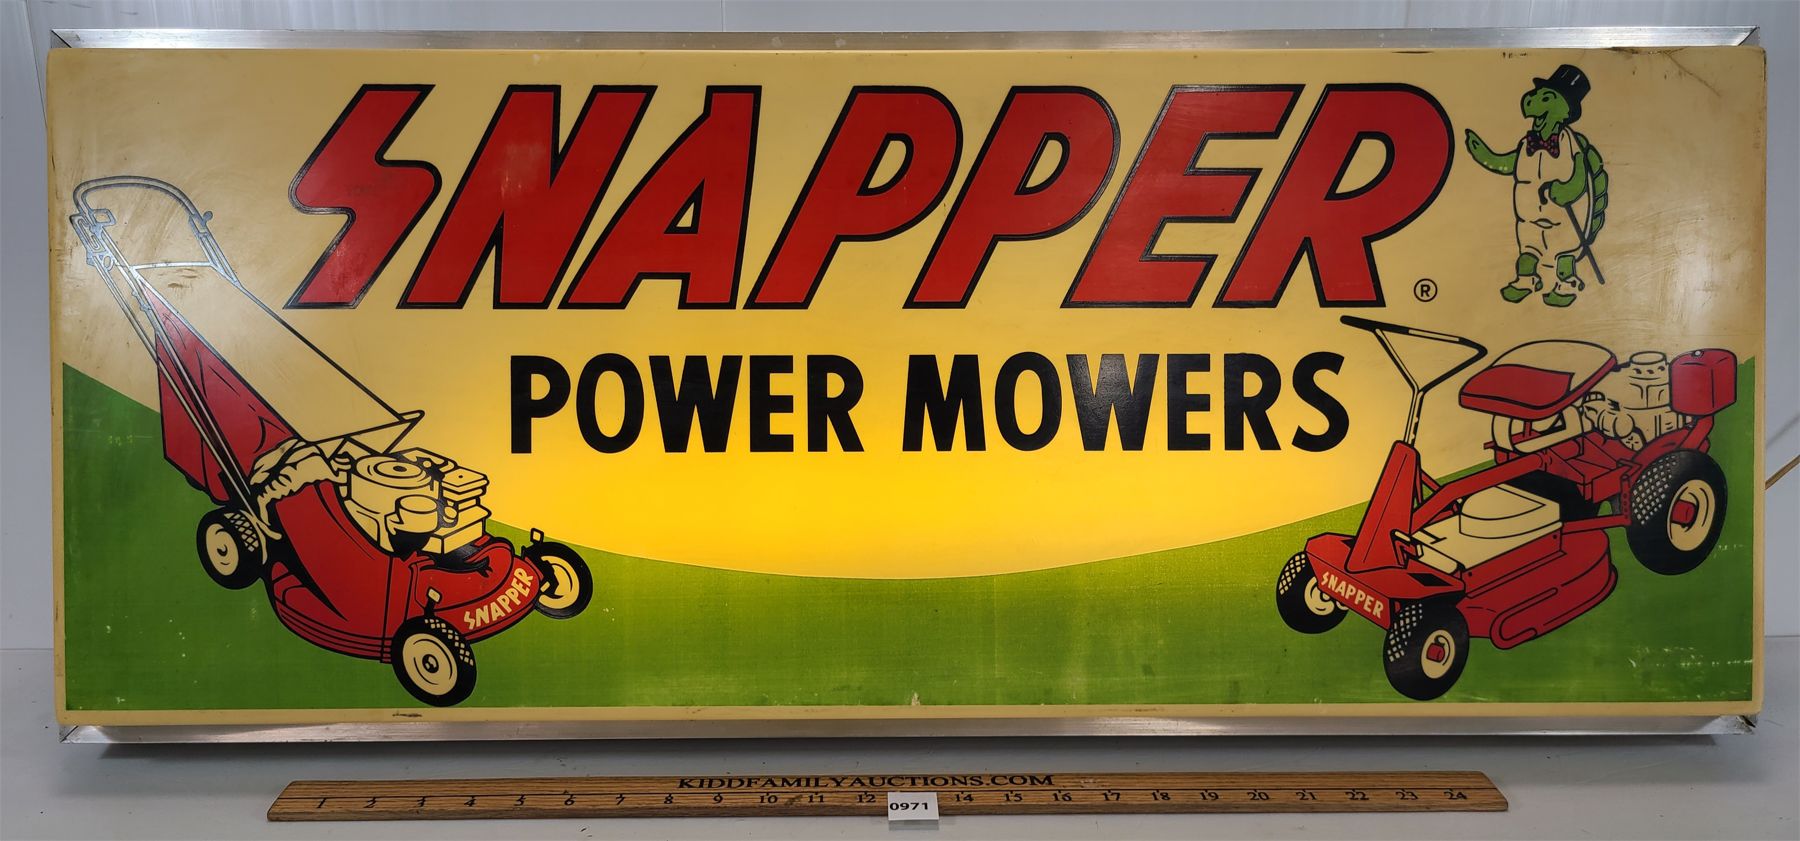 SNAPPER ®
POWER MOWERS
SNAPPER
SNAPPER
KIDDFAMILYAUCTIONS.COM
1 2 3 4 5 6 7 8 9 10 11 12 14 15 16 17 18 19 20 21 22 23 24
0971